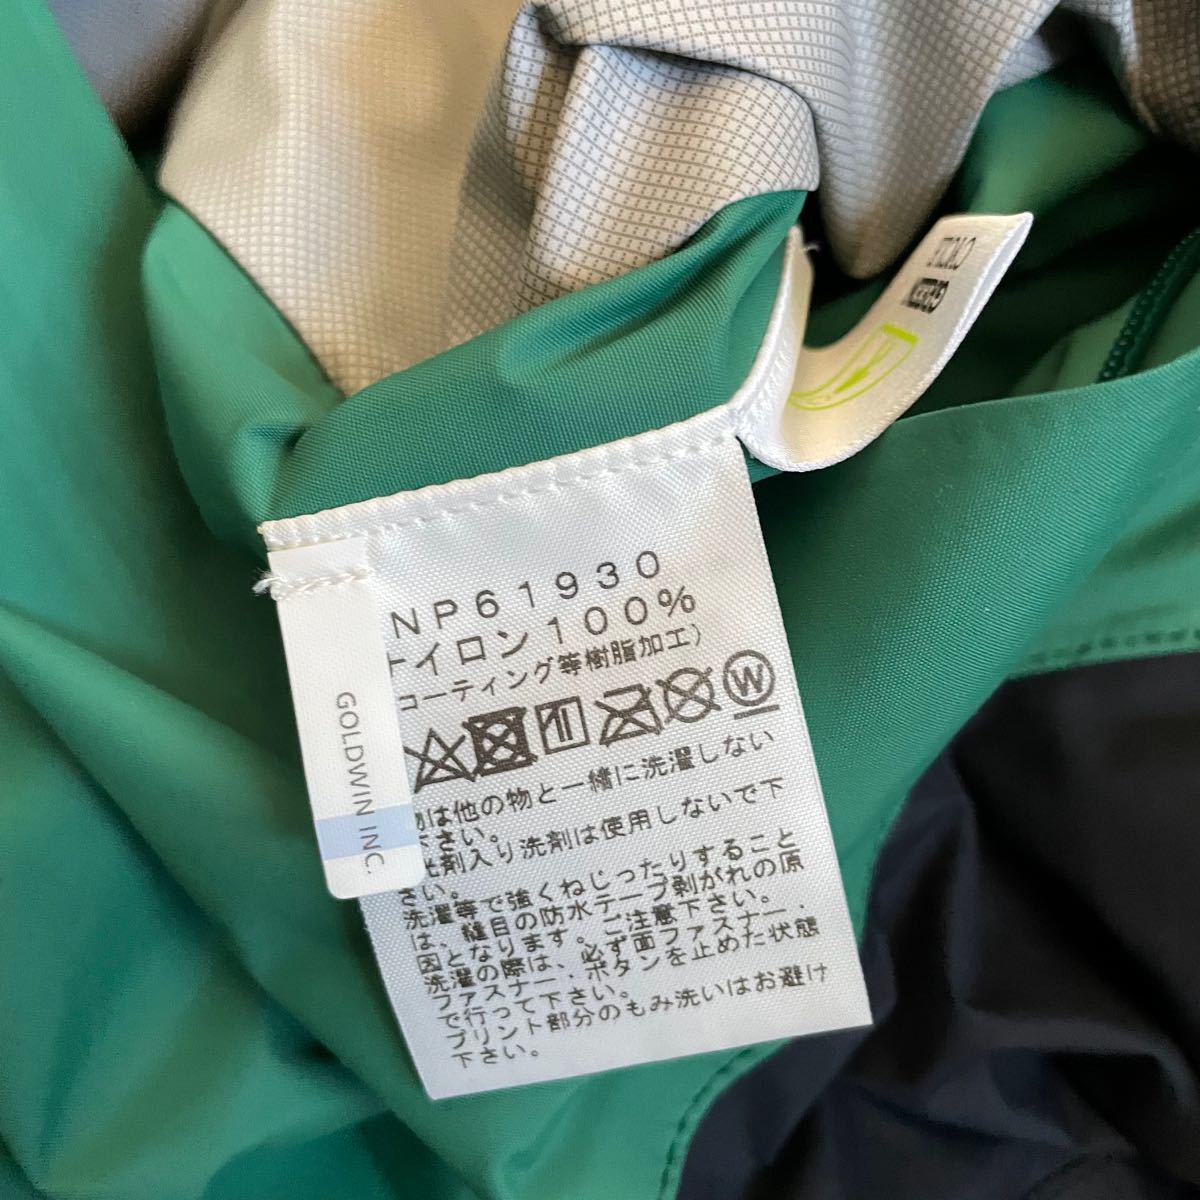 NP61930
ナイロン100%
コーティング等樹脂加工)
W
は他の物と一緒に洗濯しない
下さい。
剤入り洗剤は使用しないで下
さい。
洗濯等で強くねじったりすること
は、縫目の防水テープ剥がれの原
因となります。ご注意下さい。
洗濯の際は、必ず面ファスナー.
ファスナー.ボタンを止めた状態
で行って下さい。
プリント部分のもみ洗いはお避け
下さい。
GOLDWIN INC.